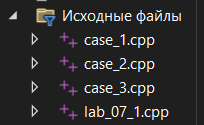 Исходные файлы
case_1.cpp
case_2.cpp
case_3.cpp
lab_07_1.cpp